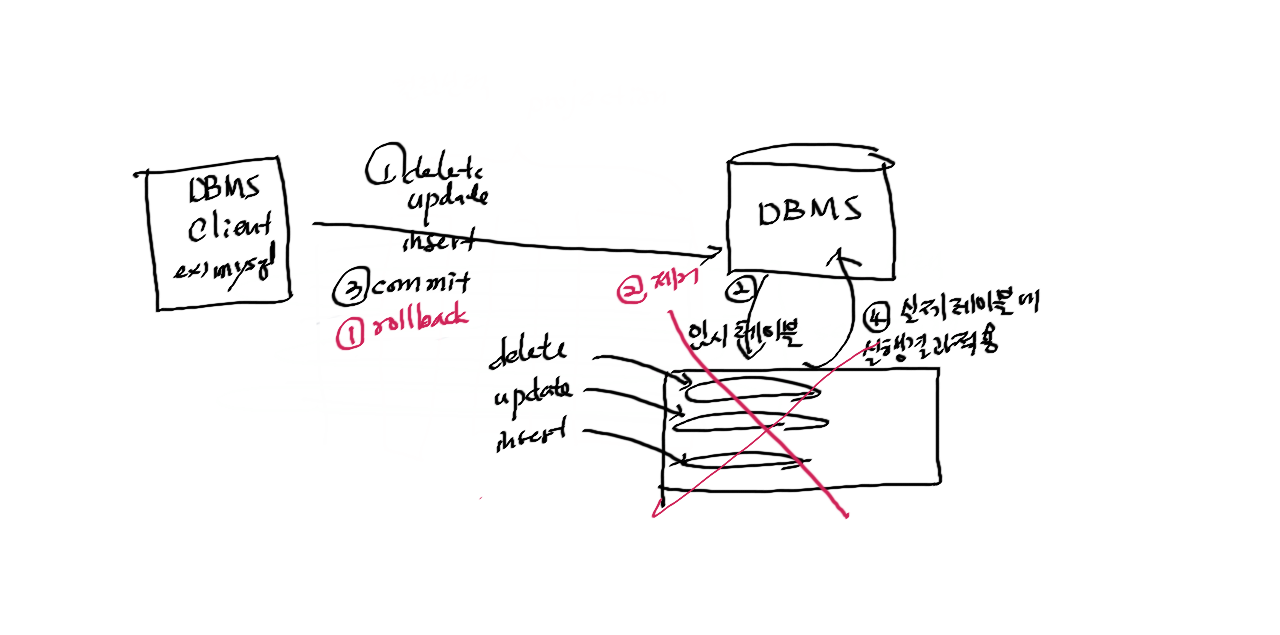 DBMS
Client
ex) mysql
① delete
update
insert
③ commit
① rollback
DBMS
② 제거
②
임시 테이블
④ 실제 테이블에
실행결과 적용
delete
update
insert